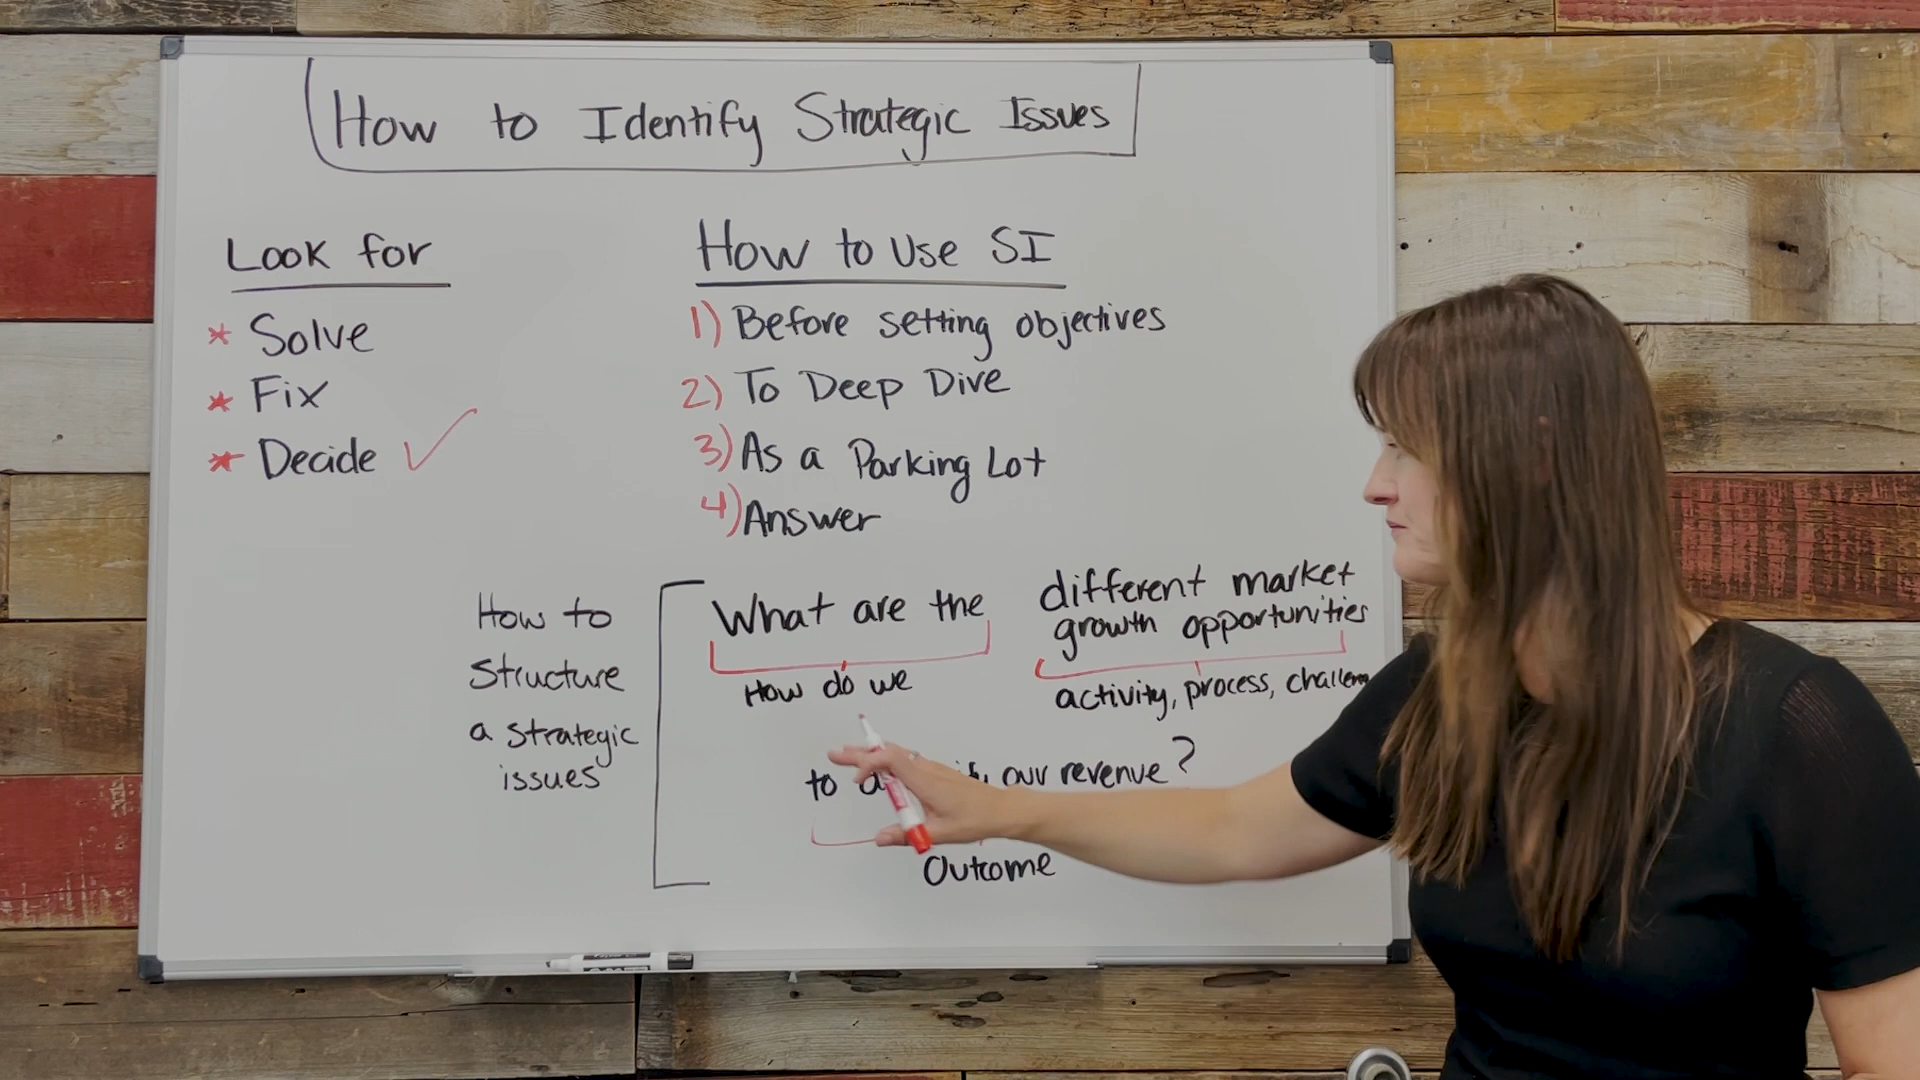 How to Identify Strategic Issues
Look for
* Solve
* Fix
* Decide ✓
How to Use SI
1) Before setting objectives
2) To Deep Dive
3) As a Parking Lot
4) Answer
How to
Structure
a strategic
issues
What are the
How do we
different market
growth opportunities
activity, process,
to our revenue?
Outcome